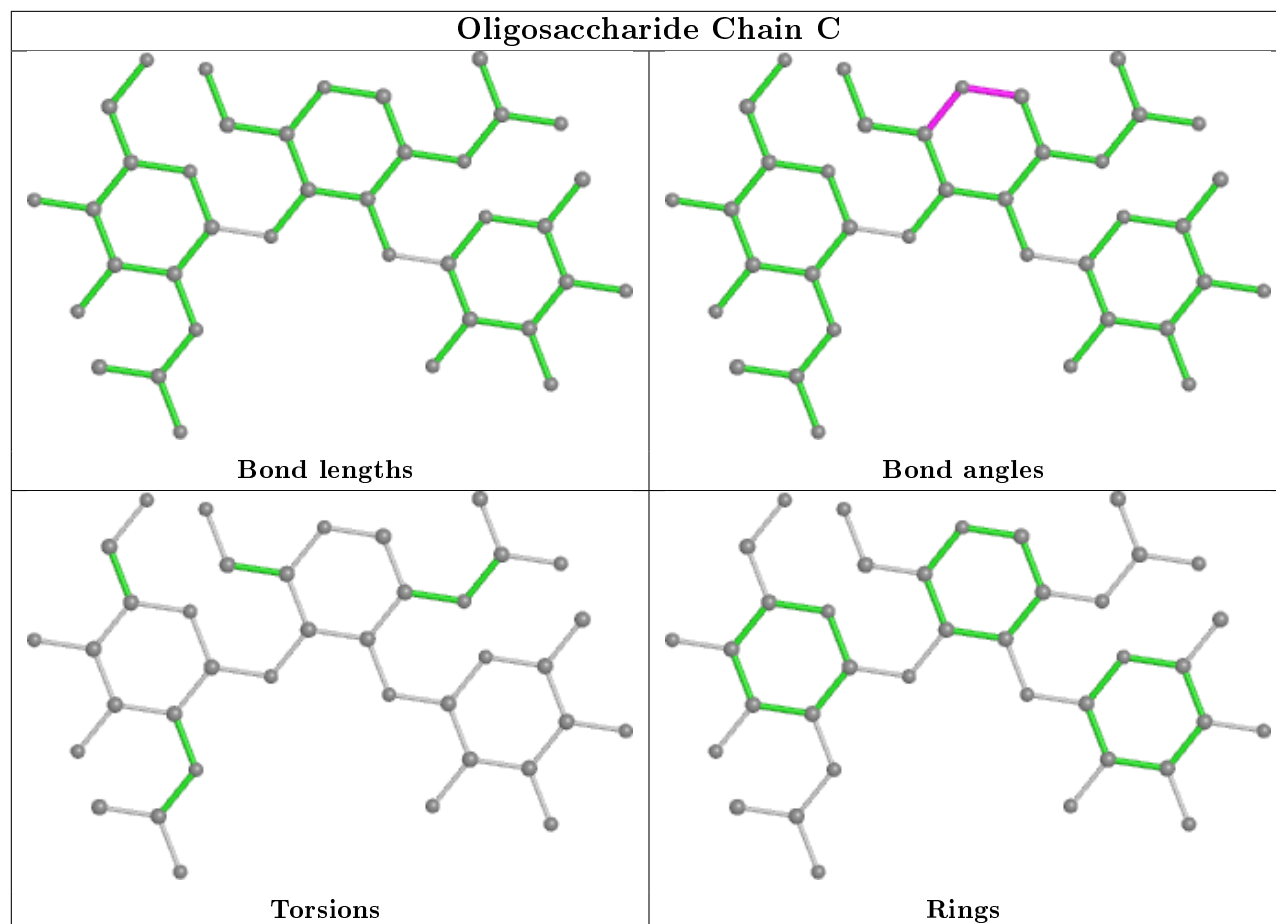 Oligosaccharide Chain C
Bond lengths
Bond angles
Torsions
Rings